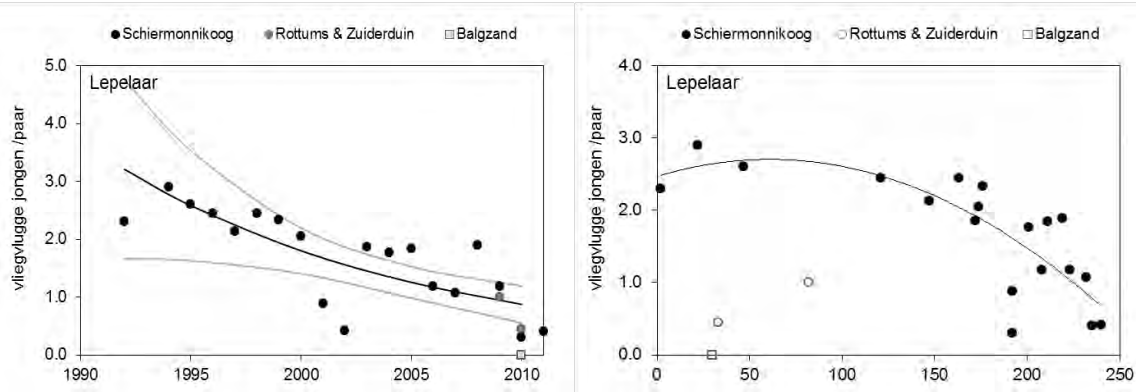 Schiermonnikoog Rottums & Zuiderduin Balgzand
5.0
4.0
3.0
2.0
1.0
0.0
vliegvlugge jongen /paar
Lepelaar
1990 1995 2000 2005 2010
Schiermonnikoog Rottums & Zuiderduin Balgzand
4.0
3.0
2.0
1.0
0.0
vliegvlugge jongen /paar
Lepelaar
0 50 100 150 200 250